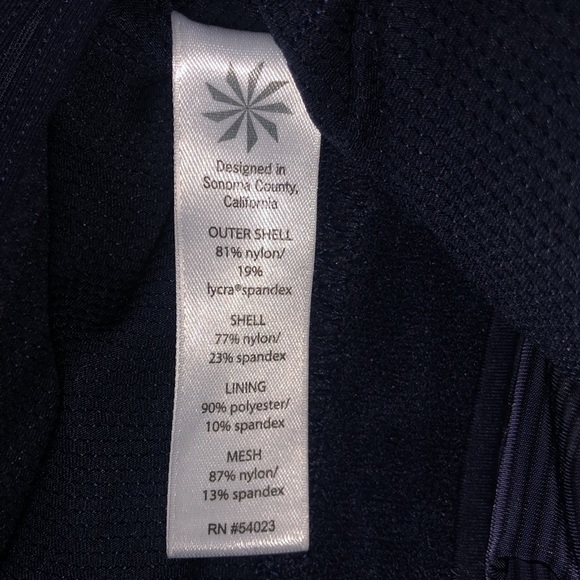 Designed in
Sonoma County,
California
OUTER SHELL
81% nylon/
19%
lycra®spandex
SHELL
77% nylon/
23% spandex
LINING
90% polyester/
10% spandex
MESH
87% nylon/
13% spandex
RN #54023